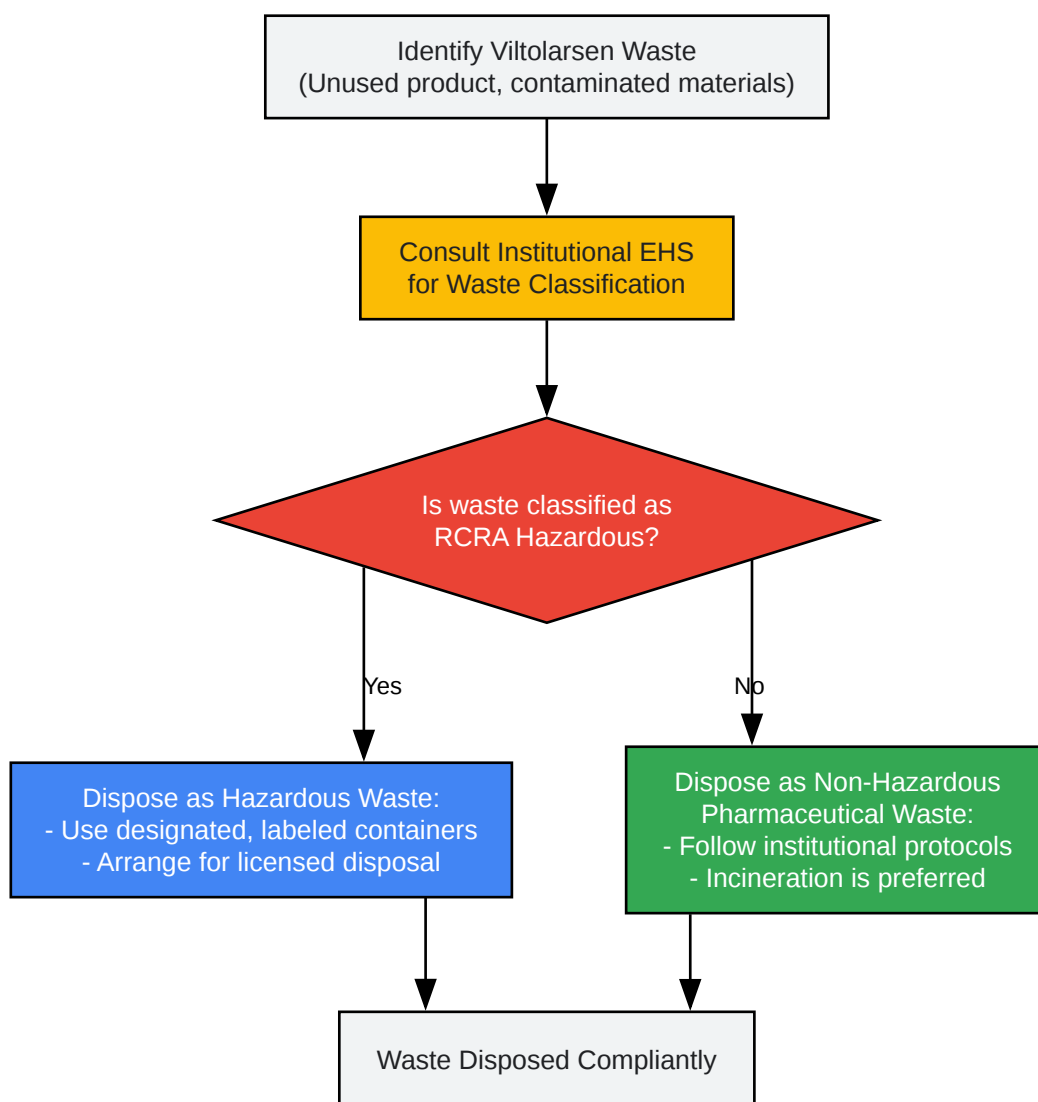 Identify Viltolarsen Waste
(Unused product, contaminated materials)
Consult Institutional EHS
for Waste Classification
Is waste classified as
RCRA Hazardous?
Yes
No
Dispose as Hazardous Waste:
- Use designated, labeled containers
- Arrange for licensed disposal
Dispose as Non-Hazardous
Pharmaceutical Waste:
- Follow institutional protocols
- Incineration is preferred
Waste Disposed Compliantly